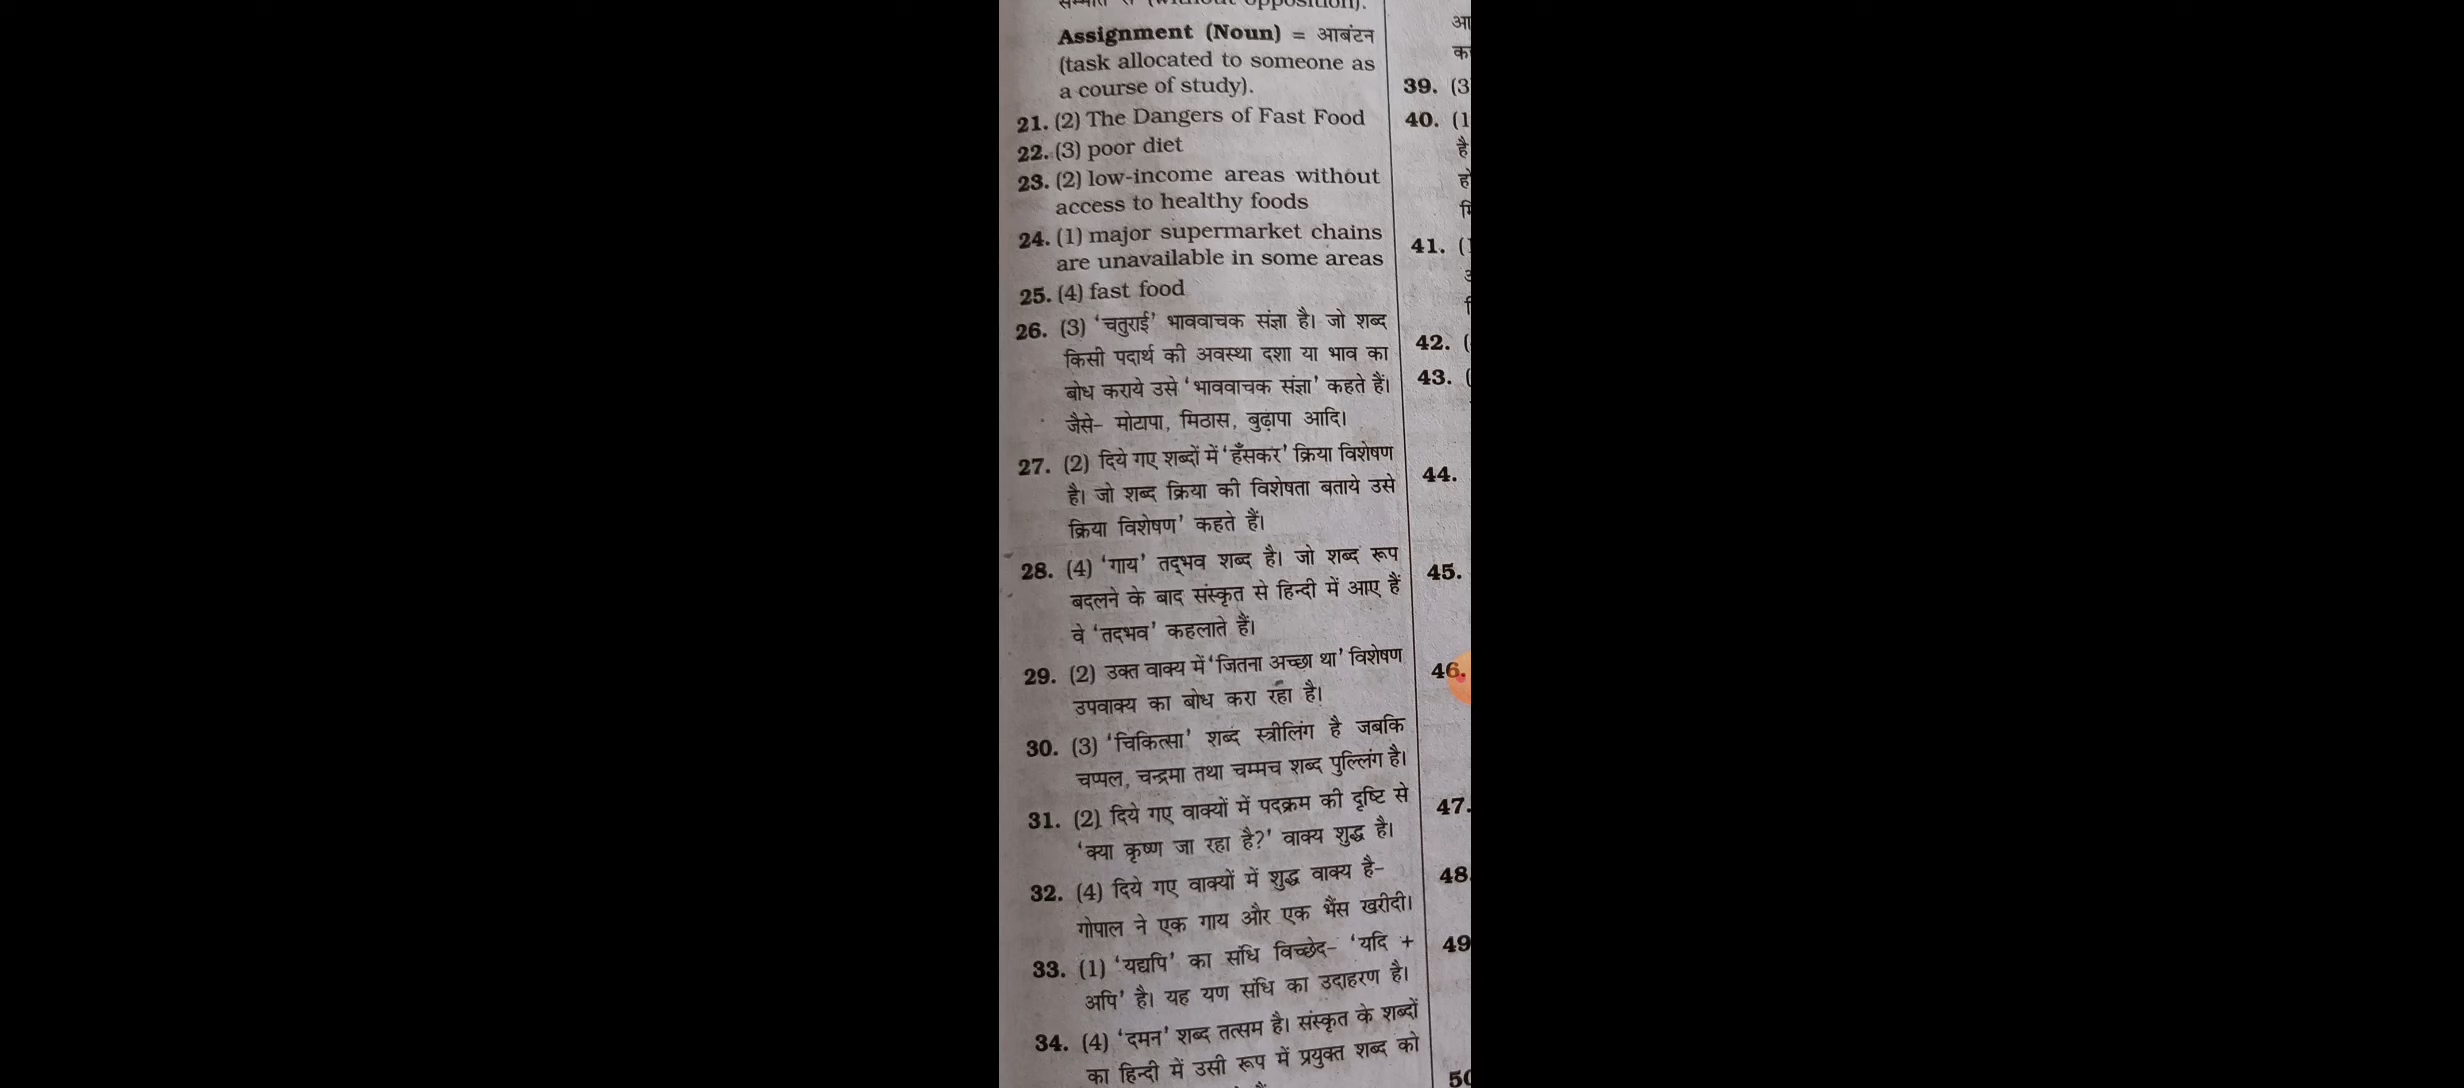 (without opposition).
Assignment (Noun) = आबंटन
(task allocated to someone as
a course of study).
21. (2) The Dangers of Fast Food
22. (3) poor diet
23. (2) low-income areas without
access to healthy foods
24. (1) major supermarket chains
are unavailable in some areas
25. (4) fast food
26. (3) ‘चतुराई’ भाववाचक संज्ञा है। जो शब्द
किसी पदार्थ की अवस्था दशा या भाव का
बोध कराये उसे ‘भाववाचक संज्ञा’ कहते हैं।
जैसे- मोटापा, मिठास, बुढ़ापा आदि।
27. (2) दिये गए शब्दों में ‘हँसकर’ क्रिया विशेषण
है। जो शब्द क्रिया की विशेषता बताये उसे
क्रिया विशेषण’ कहते हैं।
28. (4) ‘गाय’ तद्‌भव शब्द है। जो शब्द रूप
बदलने के बाद संस्कृत से हिन्दी में आए हैं
वे ‘तदभव’ कहलाते हैं।
29. (2) उक्त वाक्य में ‘जितना अच्छा था’ विशेषण
उपवाक्य का बोध करा रहा है।
30. (3) ‘चिकित्सा’ शब्द स्त्रीलिंग है जबकि
चप्पल, चन्द्रमा तथा चम्मच शब्द पुल्लिंग है।
31. (2) दिये गए वाक्यों में पदक्रम की दृष्टि से
‘क्या कृष्ण जा रहा है?’ वाक्य शुद्ध है।
32. (4) दिये गए वाक्यों में शुद्ध वाक्य है-
गोपाल ने एक गाय और एक भैंस खरीदी।
33. (1) ‘यद्यपि’ का संधि विच्छेद- ‘यदि +
अपि’ है। यह यण संधि का उदाहरण है।
34. (4) ‘दमन’ शब्द तत्सम है। संस्कृत के शब्दों
का हिन्दी में उसी रूप में प्रयुक्त शब्द को
39. (3
40. (1
है
41.
42.
43.
44.
45.
46.
47.
48.
49
50